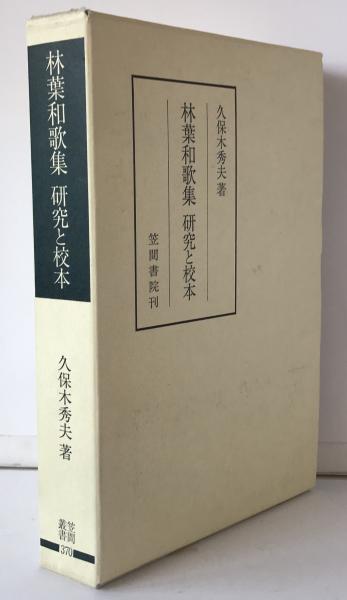 林葉和歌集 研究と校本
久保木秀夫 著
笠間
叢書
370
久保木秀夫著
林葉和歌集 研究と校本
笠間書院刊